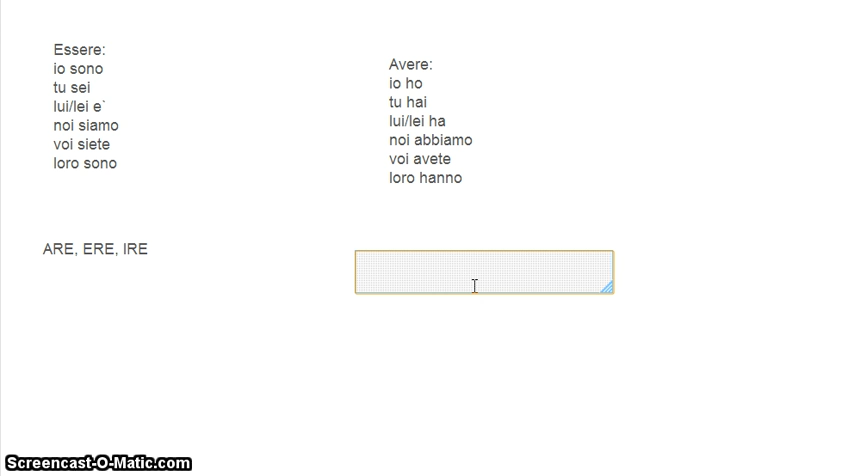 Essere:
io sono
tu sei
lui/lei e`
noi siamo
voi siete
loro sono
Avere:
io ho
tu hai
lui/lei ha
noi abbiamo
voi avete
loro hanno
ARE, ERE, IRE
Screencast-O-Matic.com